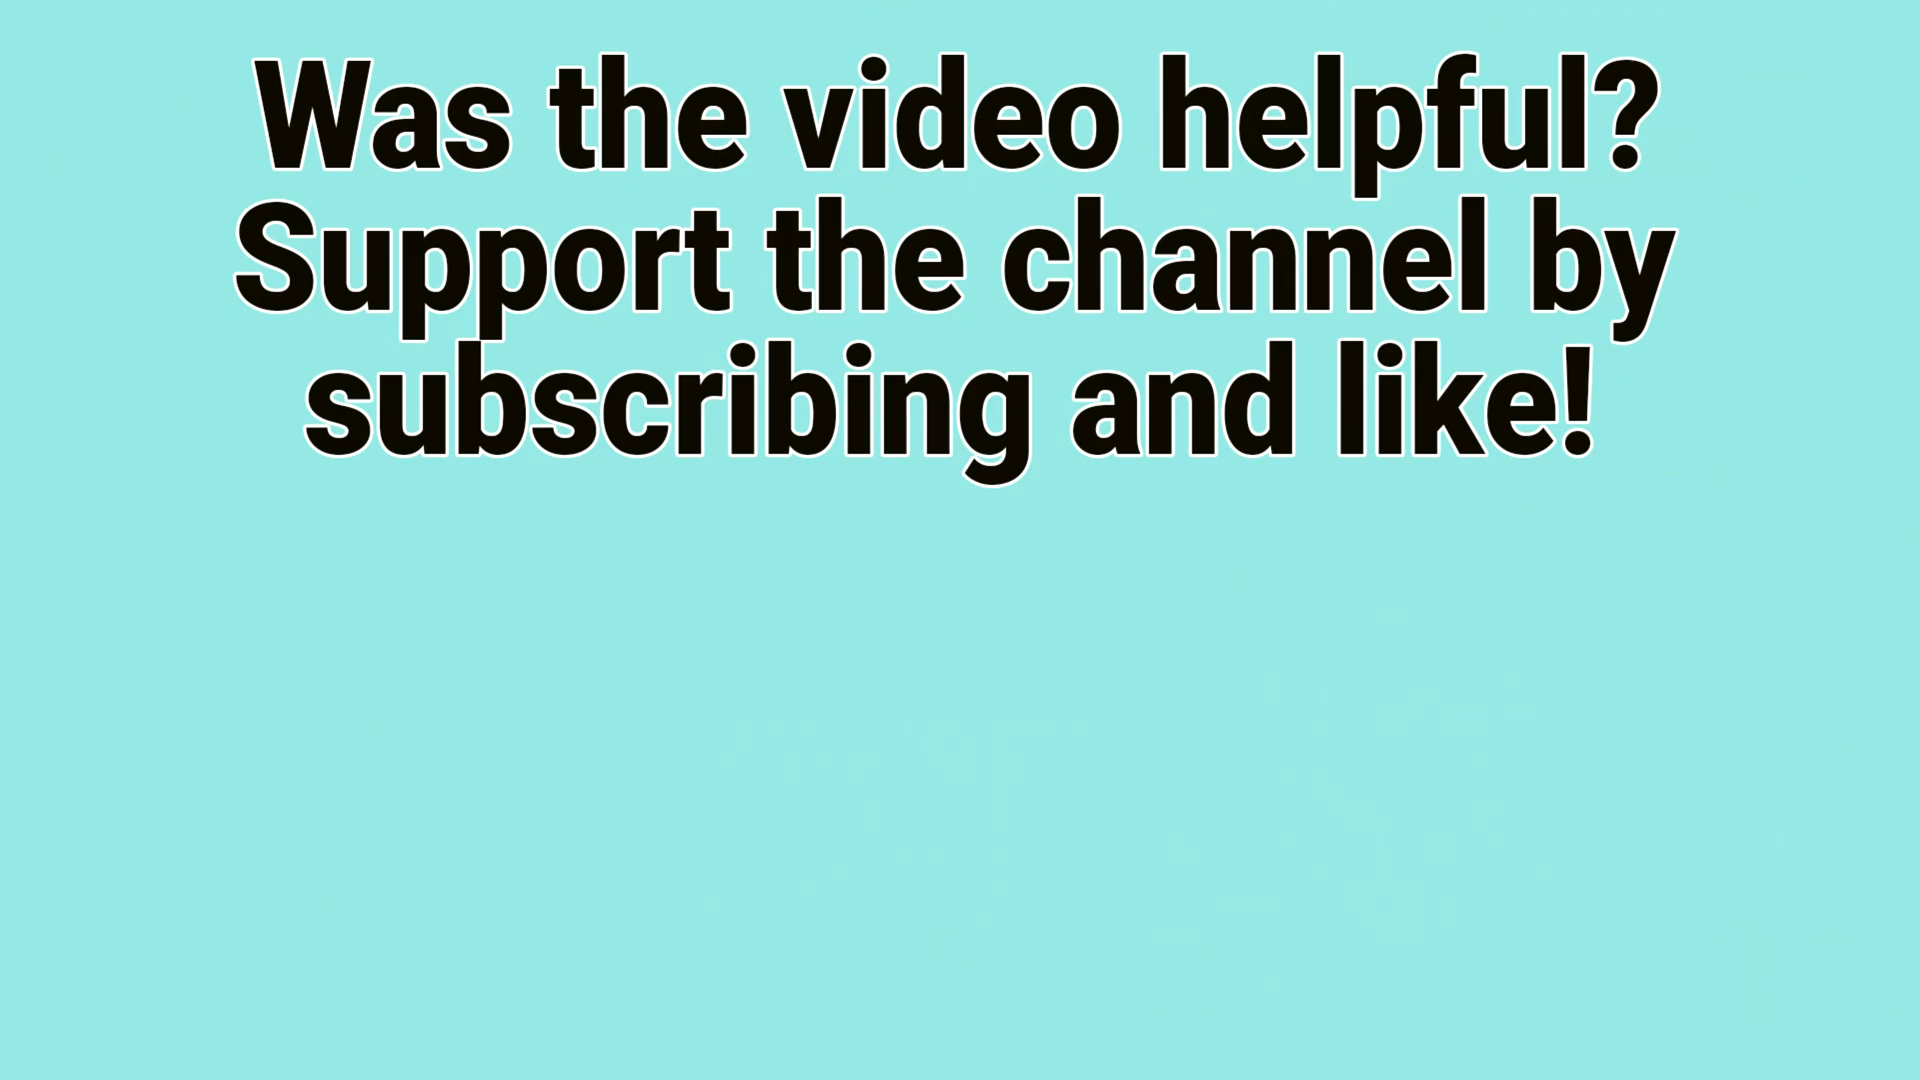 Was the video helpful?
Support the channel by
subscribing and like!